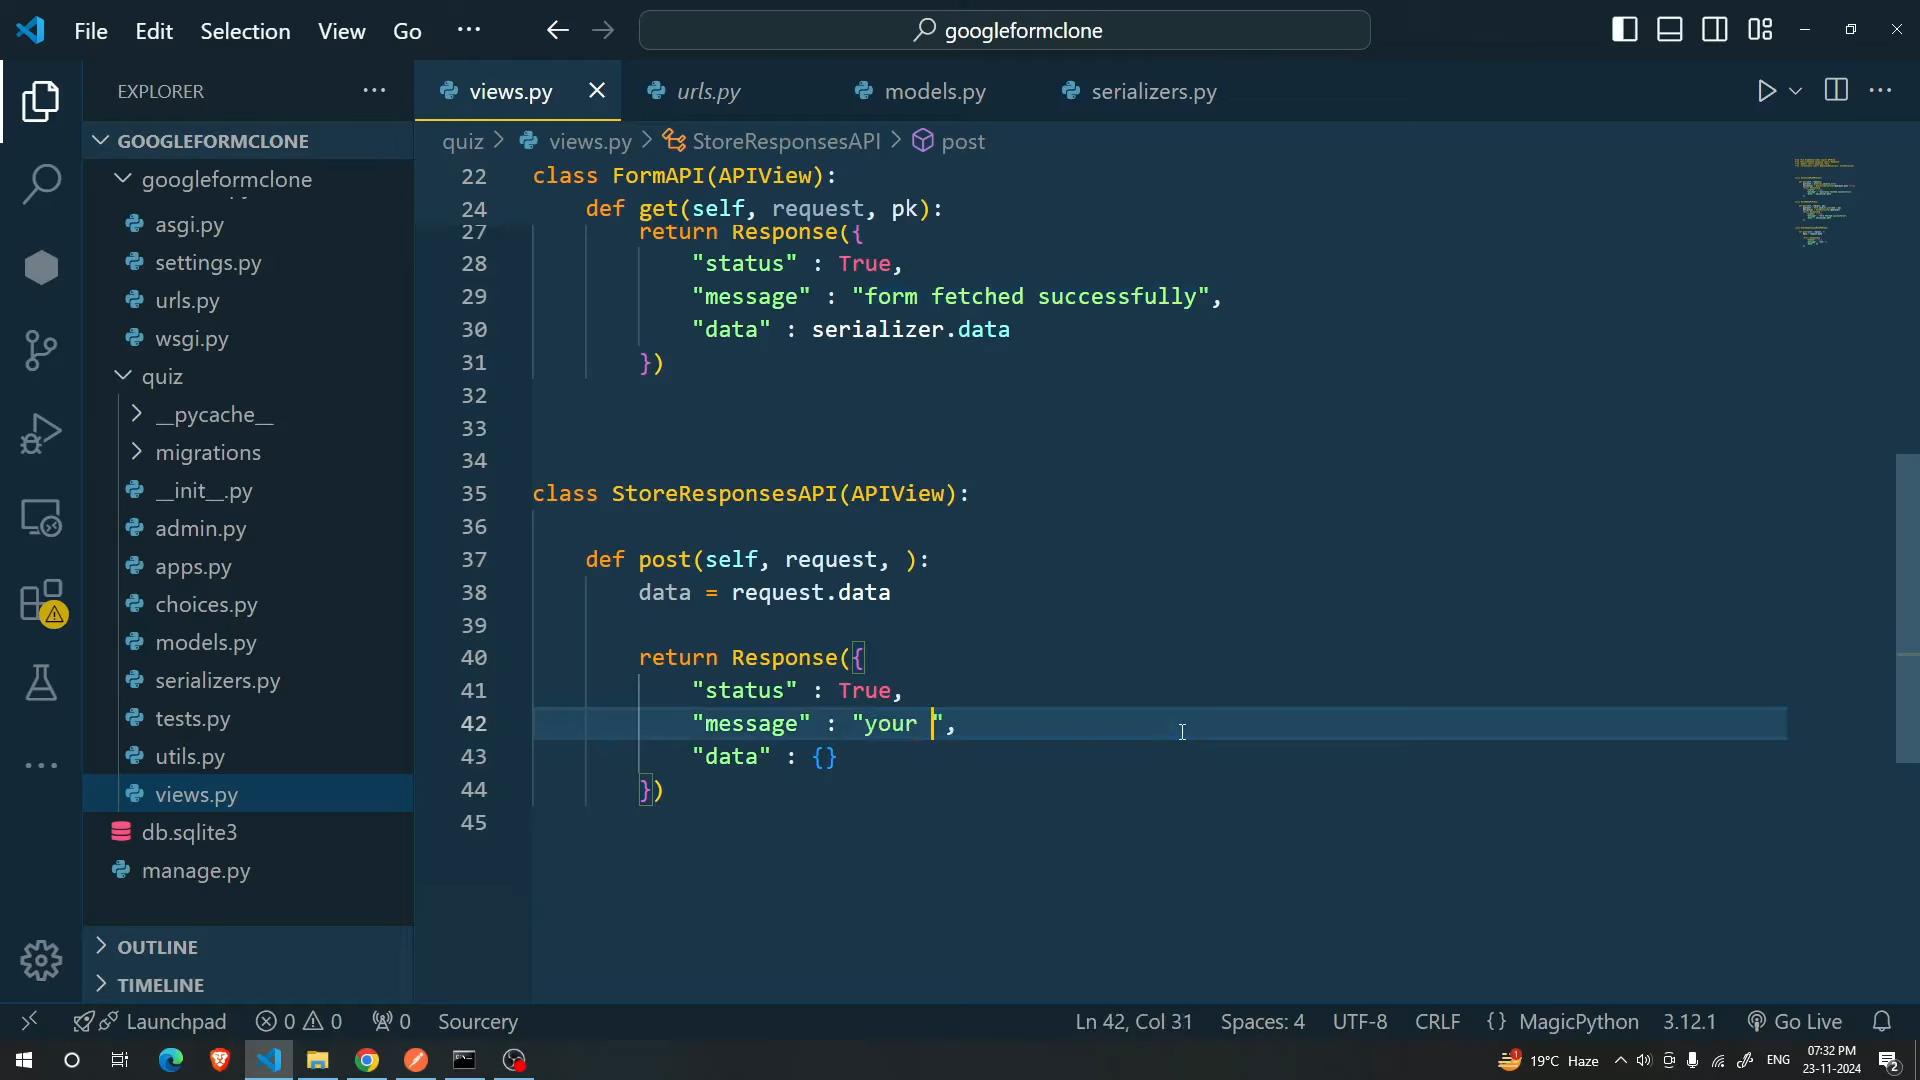 File Edit Selection View Go ··· googleformclone
EXPLORER ···
views.py urls.py models.py serializers.py
GOOGLEFORMCLONE
quiz > views.py > StoreResponsesAPI > post
googleformclone
asgi.py
settings.py
urls.py
wsgi.py
quiz
__pycache__
migrations
__init__.py
admin.py
apps.py
choices.py
models.py
serializers.py
tests.py
utils.py
views.py
db.sqlite3
manage.py
OUTLINE
TIMELINE
22 class FormAPI(APIView):
24 def get(self, request, pk):
27 return Response({
28 "status" : True,
29 "message" : "form fetched successfully",
30 "data" : serializer.data
31 })
32
33
34
35 class StoreResponsesAPI(APIView):
36
37 def post(self, request, ):
38 data = request.data
39
40 return Response({
41 "status" : True,
42 "message" : "your ",
43 "data" : {}
44 })
45
Launchpad 0 0 0 Sourcery Ln 42, Col 31 Spaces: 4 UTF-8 CRLF {} MagicPython 3.12.1 Go Live
1 19°C Haze ENG 07:32 PM 2
23-11-2024